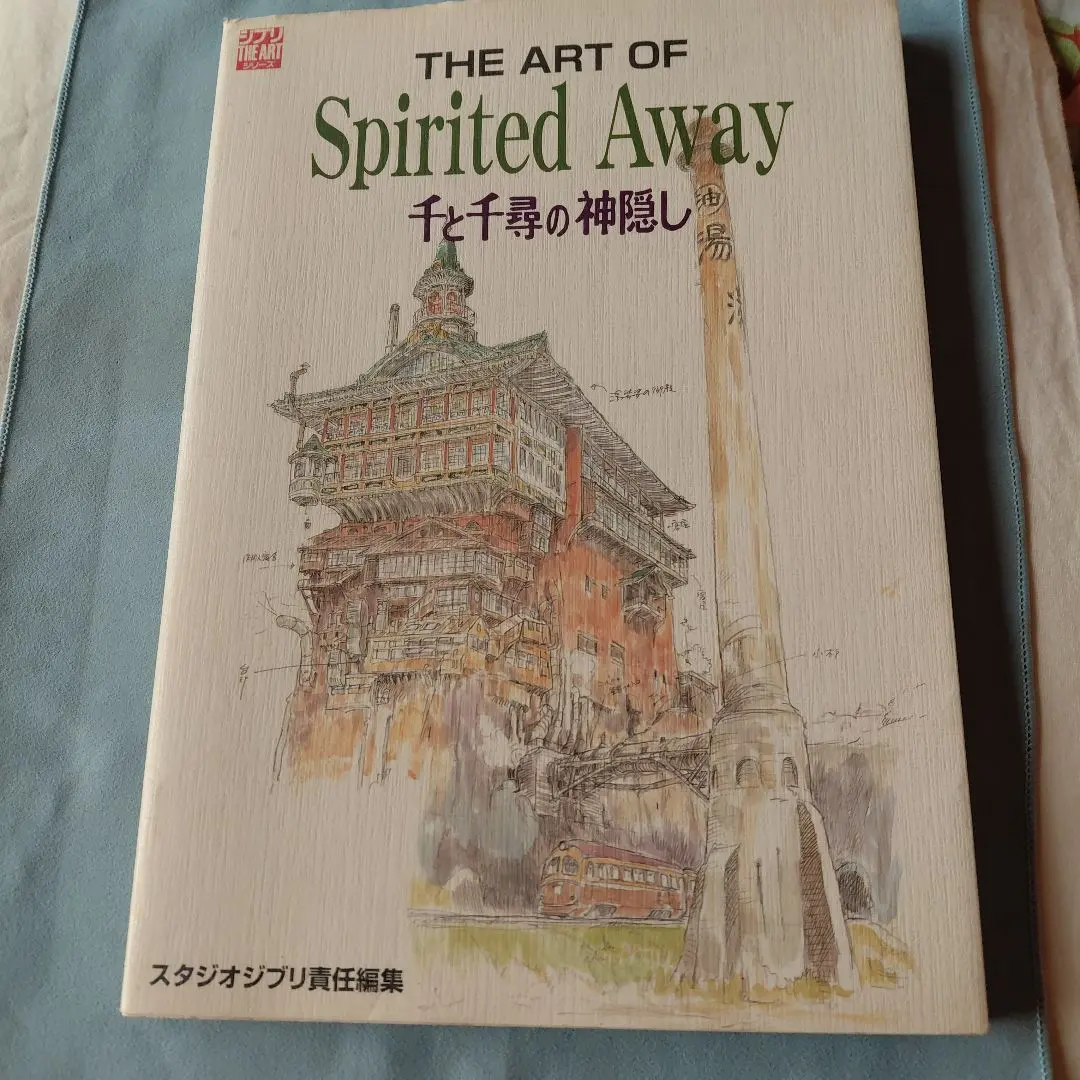 ジブリ
THE ART
シリーズ
THE ART OF
Spirited Away
千と千尋の神隠し
油
湯
スタジオジブリ責任編集